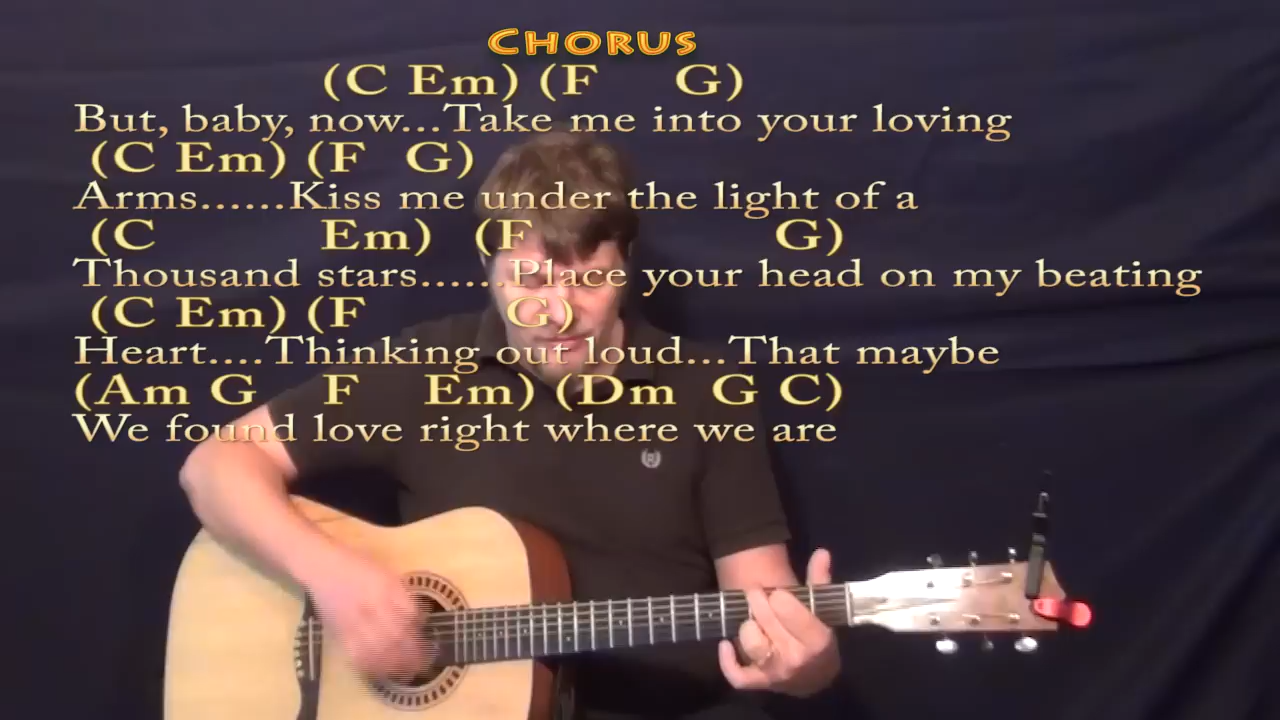 CHORUS
(C Em) (F G)
But, baby, now...Take me into your loving
(C Em) (F G)
Arms......Kiss me under the light of a
(C Em) (F G)
Thousand stars......Place your head on my beating
(C Em) (F G)
Heart....Thinking out loud...That maybe
(Am G F Em) (Dm G C)
We found love right where we are